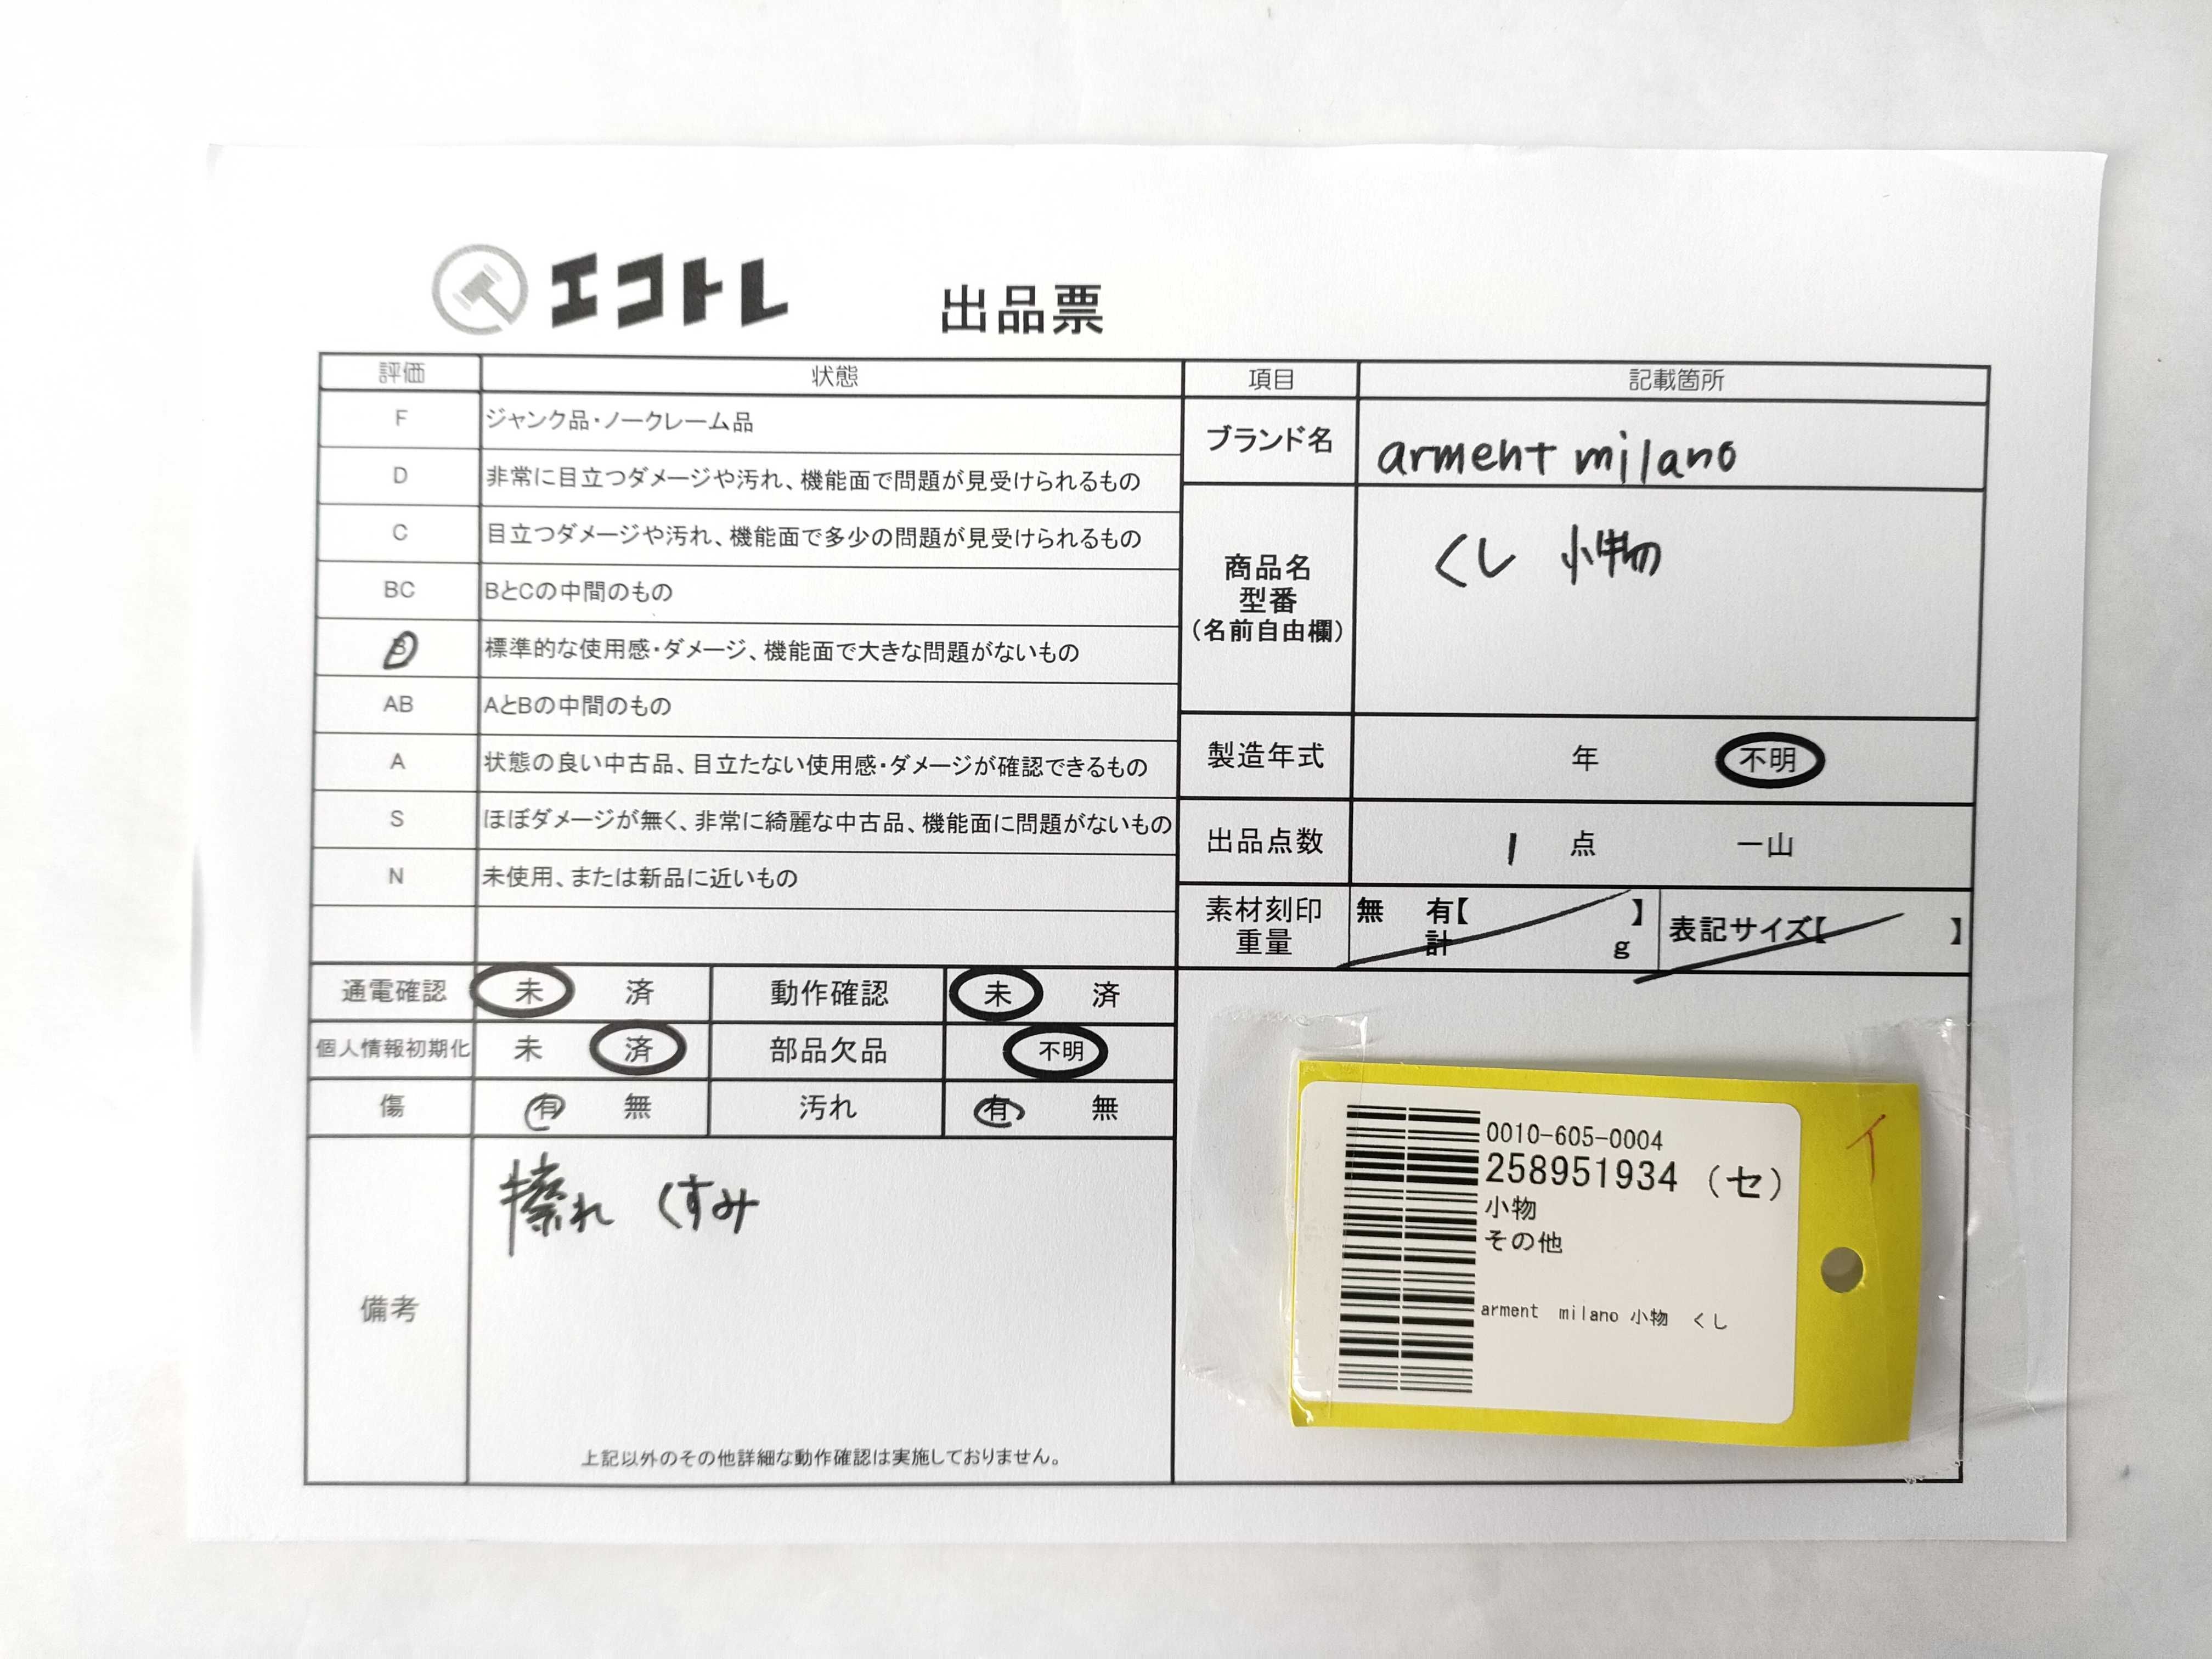 エコトレ 出品票
評価 状態 項目 記載箇所
F ジャンク品・ノークレーム品
D 非常に目立つダメージや汚れ、機能面で問題が見受けられるもの
C 目立つダメージや汚れ、機能面で多少の問題が見受けられるもの
BC BとCの中間のもの
B 標準的な使用感・ダメージ、機能面で大きな問題がないもの
AB AとBの中間のもの
A 状態の良い中古品、目立たない使用感・ダメージが確認できるもの
S ほぼダメージが無く、非常に綺麗な中古品、機能面に問題がないもの
N 未使用、または新品に近いもの
ブランド名 arment milano
商品名
型番
(名前自由欄)
くし 小物
製造年式 年 不明
出品点数 1 点 一山
素材刻印
重量
無 有【 】
計 g
表記サイズ【 】
通電確認 未 済 動作確認 未 済
個人情報初期化 未 済 部品欠品 不明
傷 有 無 汚れ 有 無
備考
擦れ くすみ
上記以外のその他詳細な動作確認は実施しておりません。
0010-605-0004
258951934 (セ)
小物
その他
arment milano 小物 くし
イ